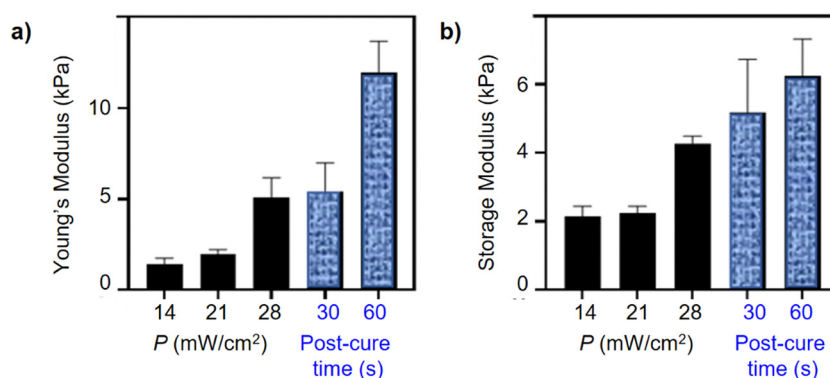 a)
Young's Modulus (kPa)
10
5
0
14 21 28 30 60
P (mW/cm²) Post-cure
time (s)
b)
Storage Modulus (kPa)
6
4
2
0
14 21 28 30 60
P (mW/cm²) Post-cure
time (s)